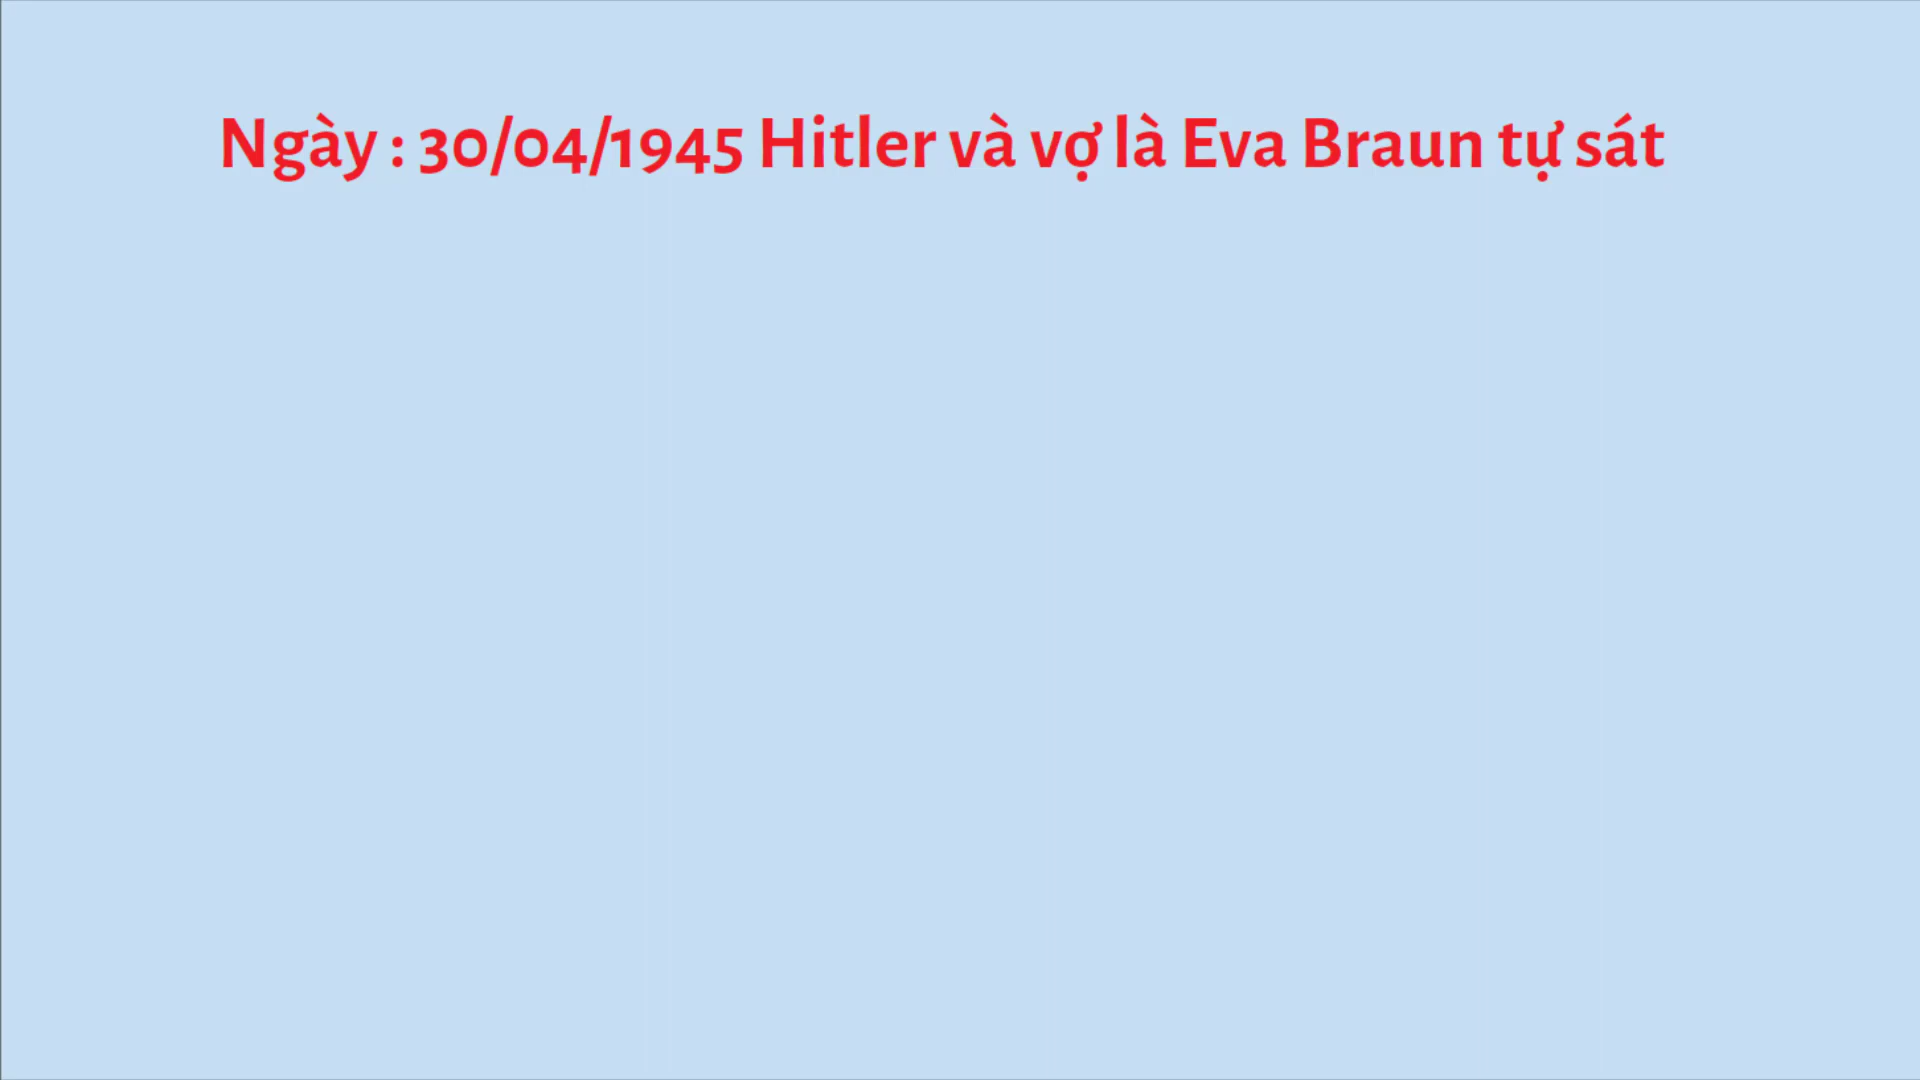 Ngày : 30/04/1945 Hitler và vợ là Eva Braun tự sát